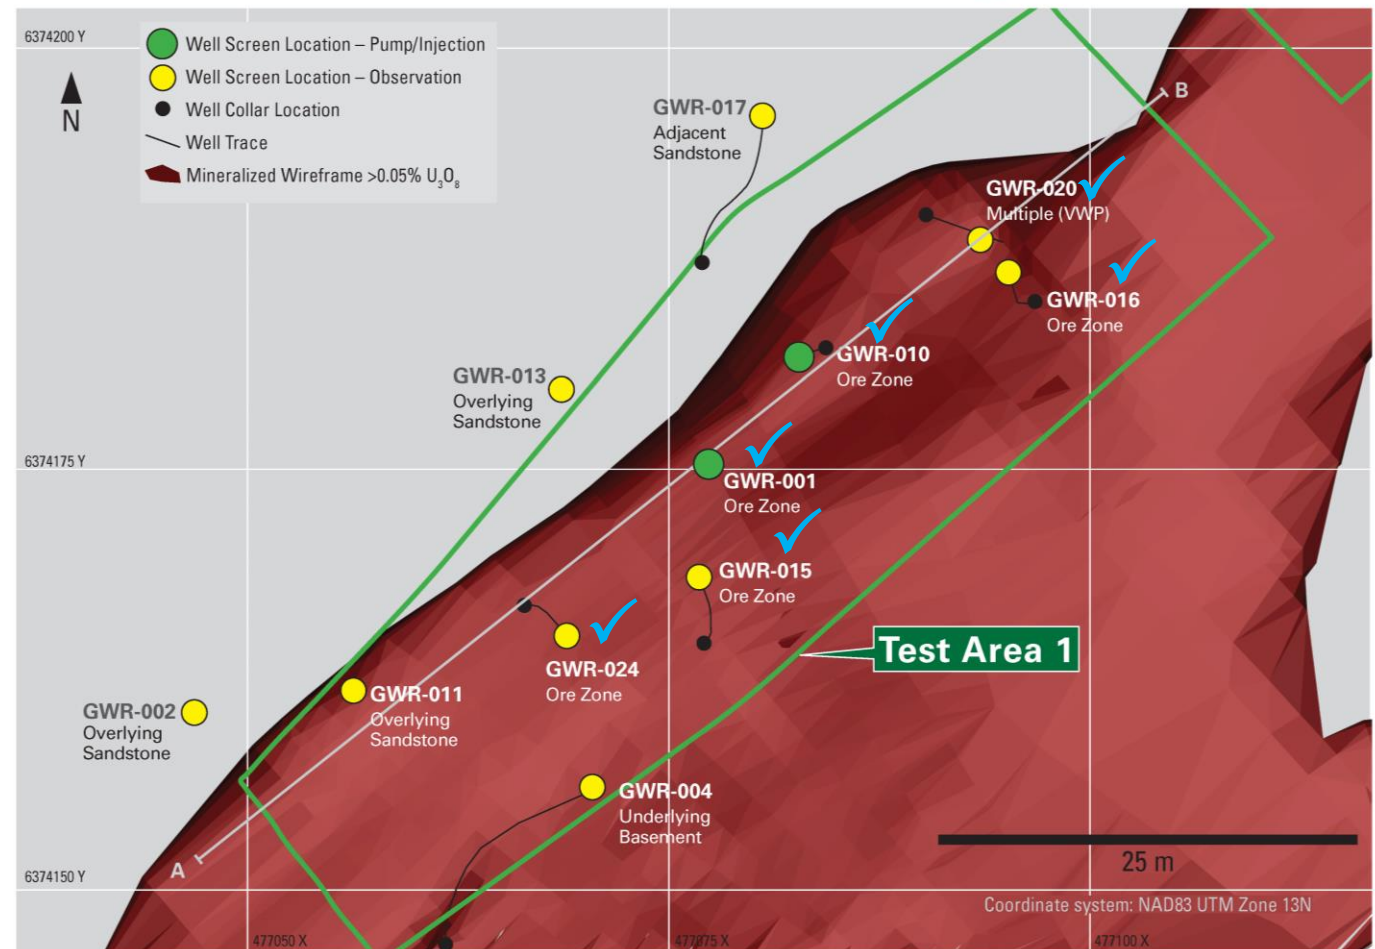 6374200 Y
Well Screen Location – Pump/Injection
Well Screen Location – Observation
Well Collar Location
Well Trace
Mineralized Wireframe >0.05% U₃O₈
N
GWR-017
Adjacent
Sandstone
B
GWR-020
Multiple (VWP)
GWR-016
Ore Zone
GWR-010
Ore Zone
GWR-013
Overlying
Sandstone
6374175 Y
GWR-001
Ore Zone
GWR-015
Ore Zone
Test Area 1
GWR-024
Ore Zone
GWR-011
Overlying
Sandstone
GWR-002
Overlying
Sandstone
GWR-004
Underlying
Basement
A
25 m
6374150 Y
Coordinate system: NAD83 UTM Zone 13N
477050 X
477075 X
477100 X